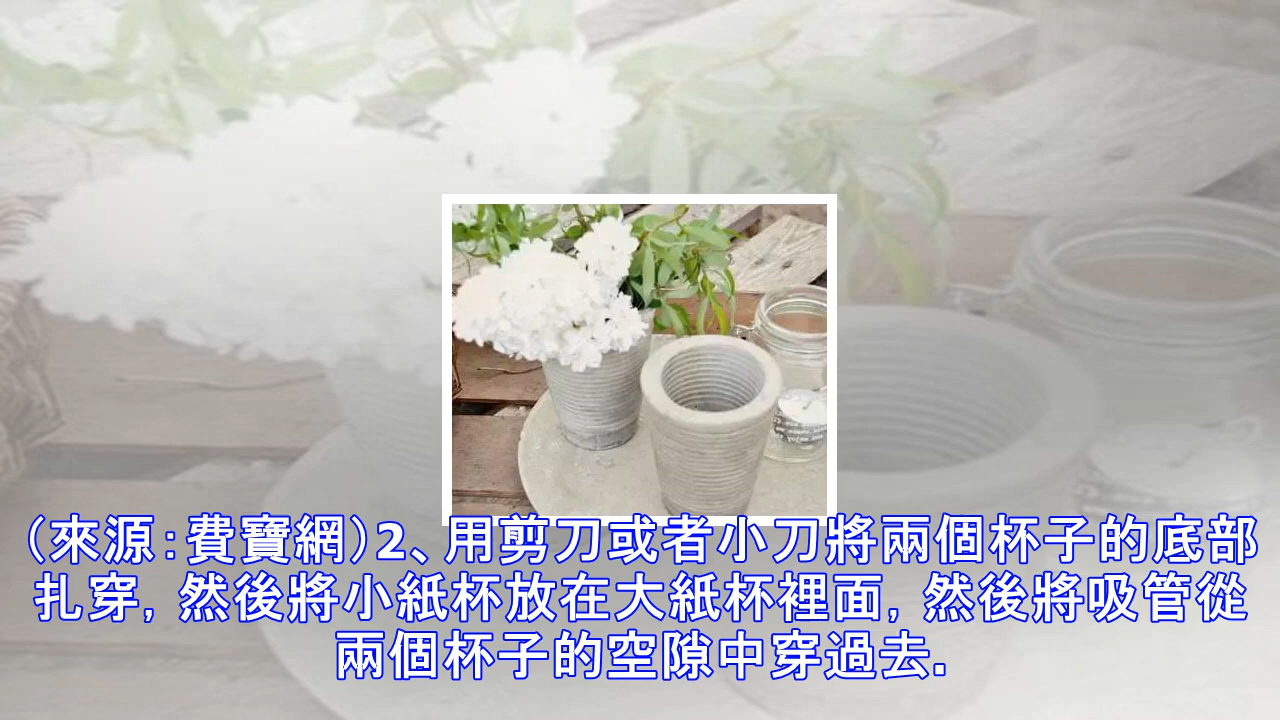 (來源:費寶網)2、用剪刀或者小刀將兩個杯子的底部
扎穿, 然後將小紙杯放在大紙杯裡面, 然後將吸管從
兩個杯子的空隙中穿過去.